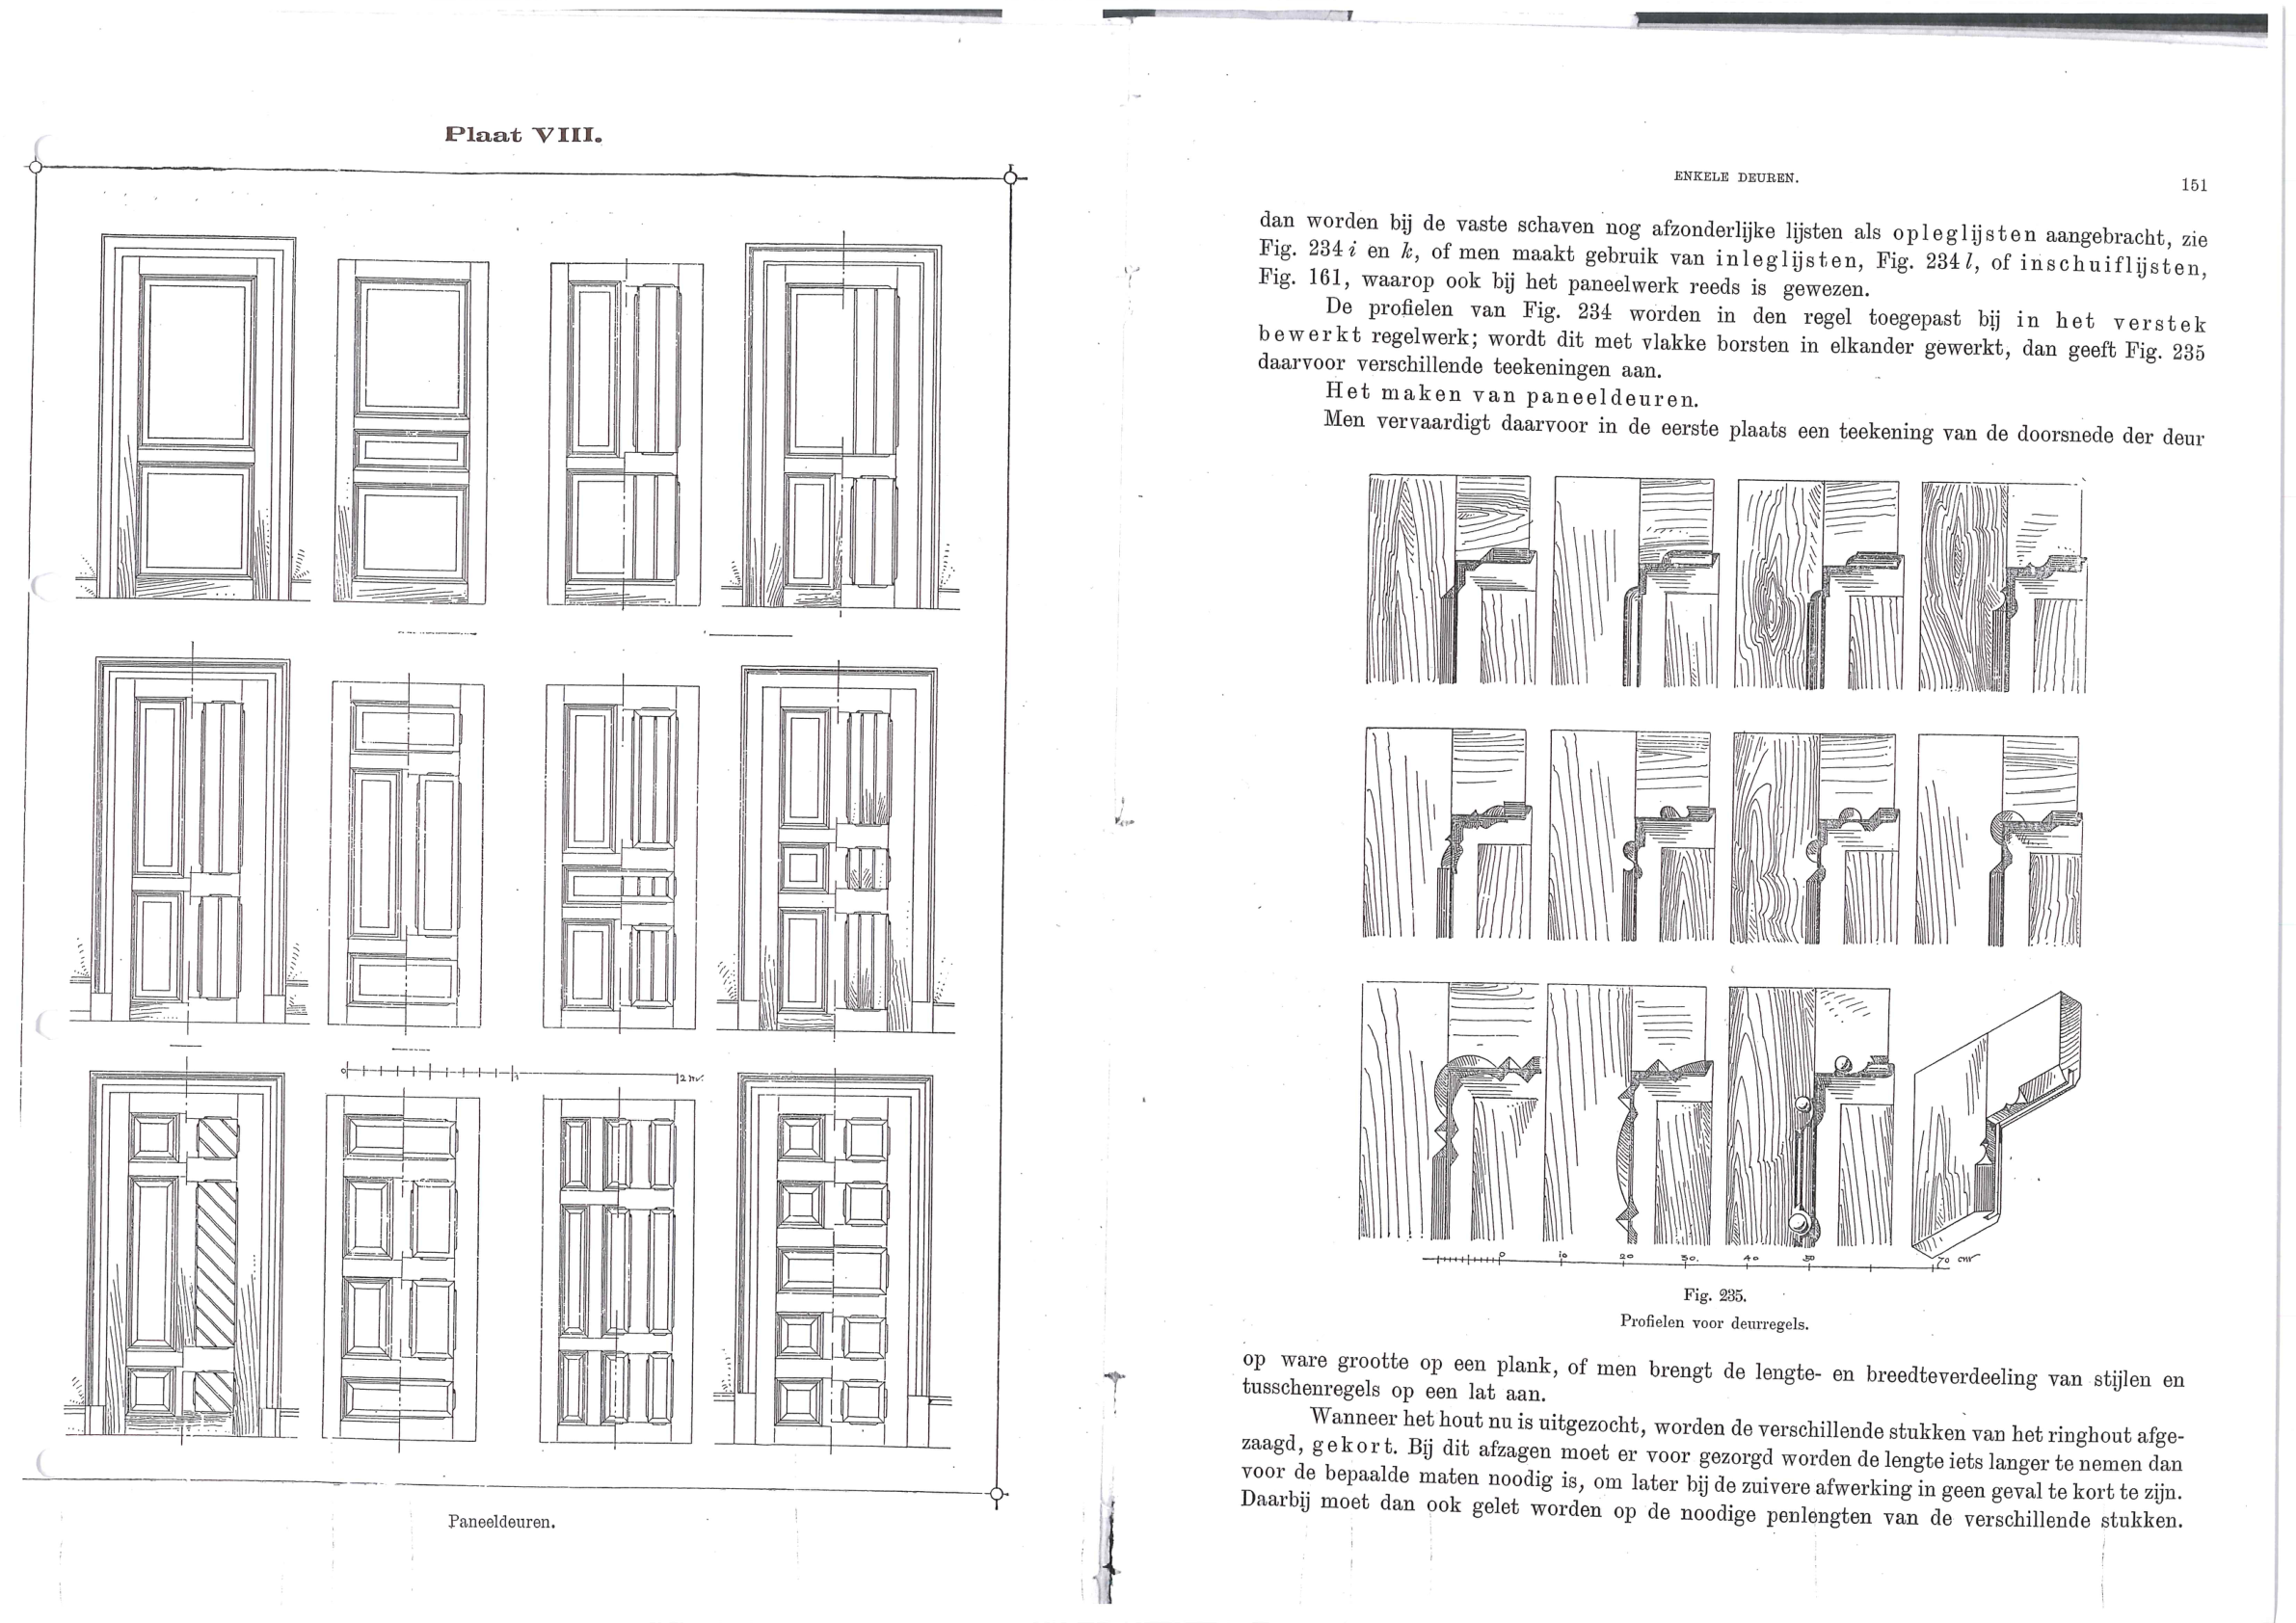 Plaat VIII.
0 1 2 m.
Paneeldeuren.
ENKELE DEUREN. 151
dan worden bij de vaste schaven nog afzonderlijke lijsten als opleglijsten aangebracht, zie
Fig. 234 i en k, of men maakt gebruik van inleglijsten, Fig. 234 l, of inschuiflijsten,
Fig. 161, waarop ook bij het paneelwerk reeds is gewezen.
De profielen van Fig. 234 worden in den regel toegepast bij in het verstek
bewerkt regelwerk; wordt dit met vlakke borsten in elkander gewerkt, dan geeft Fig. 235
daarvoor verschillende teekeningen aan.
Het maken van paneeldeuren.
Men vervaardigt daarvoor in de eerste plaats een teekening van de doorsnede der deur
0 10 20 30. 40 50 70 cm
Fig. 235.
Profielen voor deurregels.
op ware grootte op een plank, of men brengt de lengte- en breedteverdeeling van stijlen en
tusschenregels op een lat aan.
Wanneer het hout nu is uitgezocht, worden de verschillende stukken van het ringhout afge-
zaagd, gekort. Bij dit afzagen moet er voor gezorgd worden de lengte iets langer te nemen dan
voor de bepaalde maten noodig is, om later bij de zuivere afwerking in geen geval te kort te zijn.
Daarbij moet dan ook gelet worden op de noodige penlengten van de verschillende stukken.